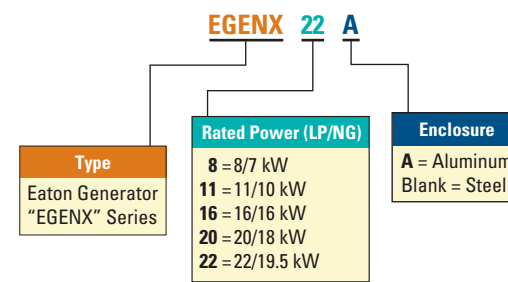 EGENX 22 A
Type
Eaton Generator
“EGENX” Series
Rated Power (LP/NG)
8 = 8/7 kW
11 = 11/10 kW
16 = 16/16 kW
20 = 20/18 kW
22 = 22/19.5 kW
Enclosure
A = Aluminum
Blank = Steel